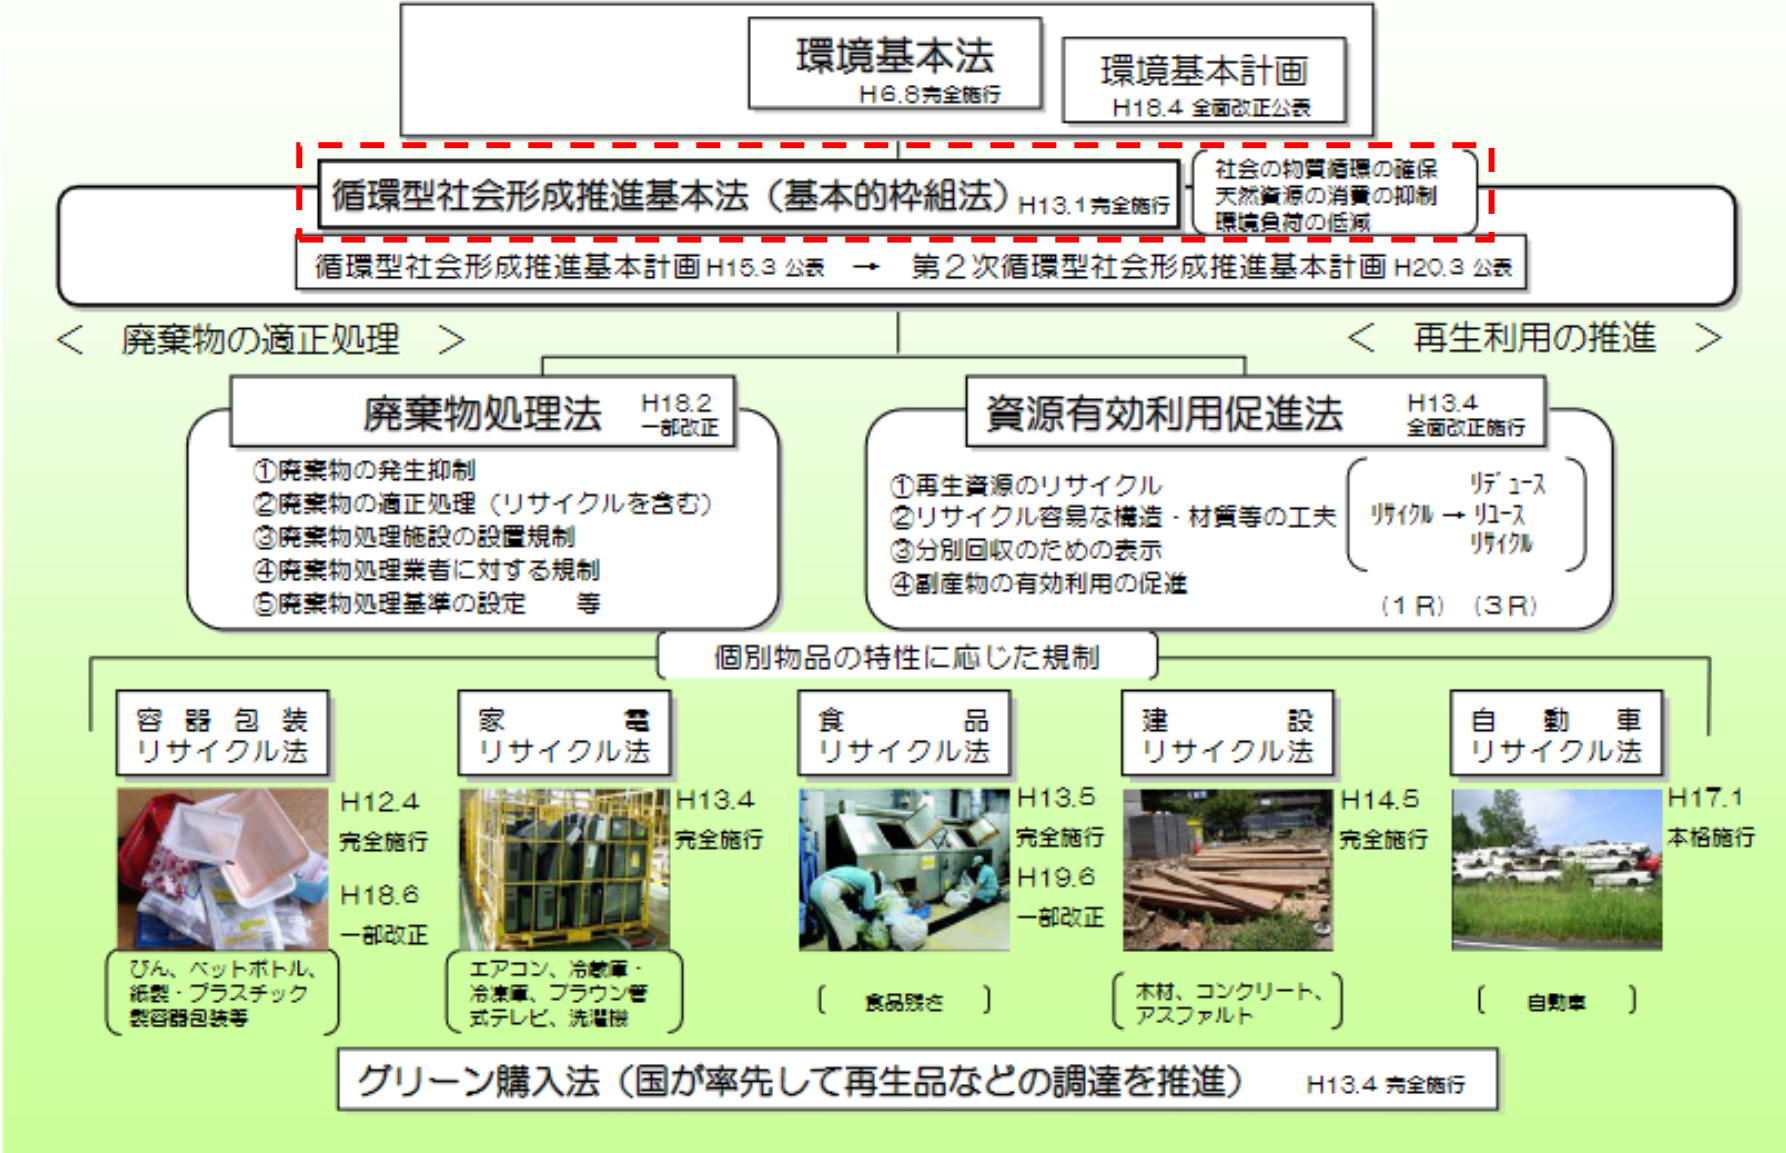 環境基本法
H6.8完全施行
環境基本計画
H18.4 全面改正公表
循環型社会形成推進基本法（基本的枠組法）H13.1完全施行
社会の物質循環の確保
天然資源の消費の抑制
環境負荷の低減
循環型社会形成推進基本計画 H15.3 公表 → 第２次循環型社会形成推進基本計画 H20.3 公表
＜ 廃棄物の適正処理 ＞
＜ 再生利用の推進 ＞
廃棄物処理法
H18.2
一部改正
①廃棄物の発生抑制
②廃棄物の適正処理（リサイクルを含む）
③廃棄物処理施設の設置規制
④廃棄物処理業者に対する規制
⑤廃棄物処理基準の設定　等
資源有効利用促進法
H13.4
全面改正施行
①再生資源のリサイクル
②リサイクル容易な構造・材質等の工夫
③分別回収のための表示
④副産物の有効利用の促進
ﾘﾃﾞｭｰｽ
ﾘｻｲｸﾙ → ﾘﾕｰｽ
ﾘｻｲｸﾙ
（１Ｒ）（３Ｒ）
個別物品の特性に応じた規制
容器包装
リサイクル法
H12.4
完全施行
H18.6
一部改正
びん、ペットボトル、
紙製・プラスチック
製容器包装等
家電
リサイクル法
H13.4
完全施行
エアコン、冷蔵庫・
冷凍庫、ブラウン管
式テレビ、洗濯機
食品
リサイクル法
H13.5
完全施行
H19.6
一部改正
食品残さ
建設
リサイクル法
H14.5
完全施行
木材、コンクリート、
アスファルト
自動車
リサイクル法
H17.1
本格施行
自動車
グリーン購入法（国が率先して再生品などの調達を推進） H13.4 完全施行